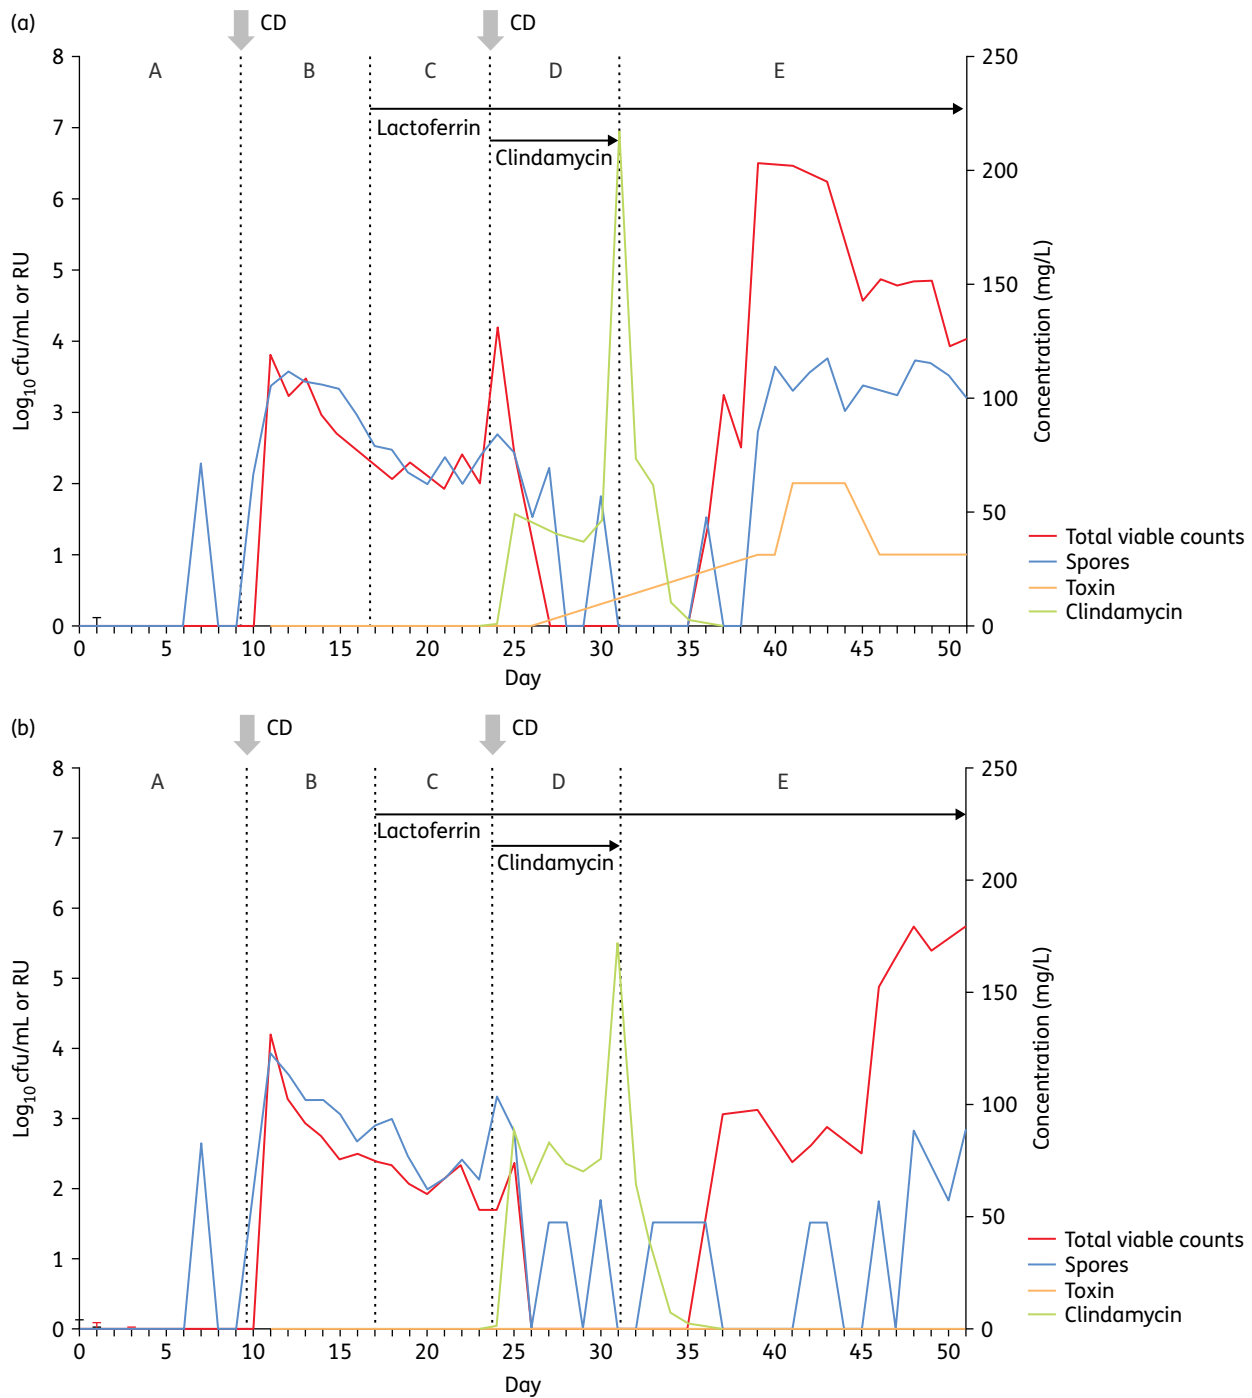 (a)
CD CD
A B C D E
Lactoferrin
Clindamycin
8
7
6
5
4
3
2
1
0
Log10 cfu/mL or RU
250
200
150
100
50
0
Concentration (mg/L)
0 5 10 15 20 25 30 35 40 45 50
Day
Total viable counts
Spores
Toxin
Clindamycin
(b)
CD CD
A B C D E
Lactoferrin
Clindamycin
8
7
6
5
4
3
2
1
0
Log10 cfu/mL or RU
250
200
150
100
50
0
Concentration (mg/L)
0 5 10 15 20 25 30 35 40 45 50
Day
Total viable counts
Spores
Toxin
Clindamycin